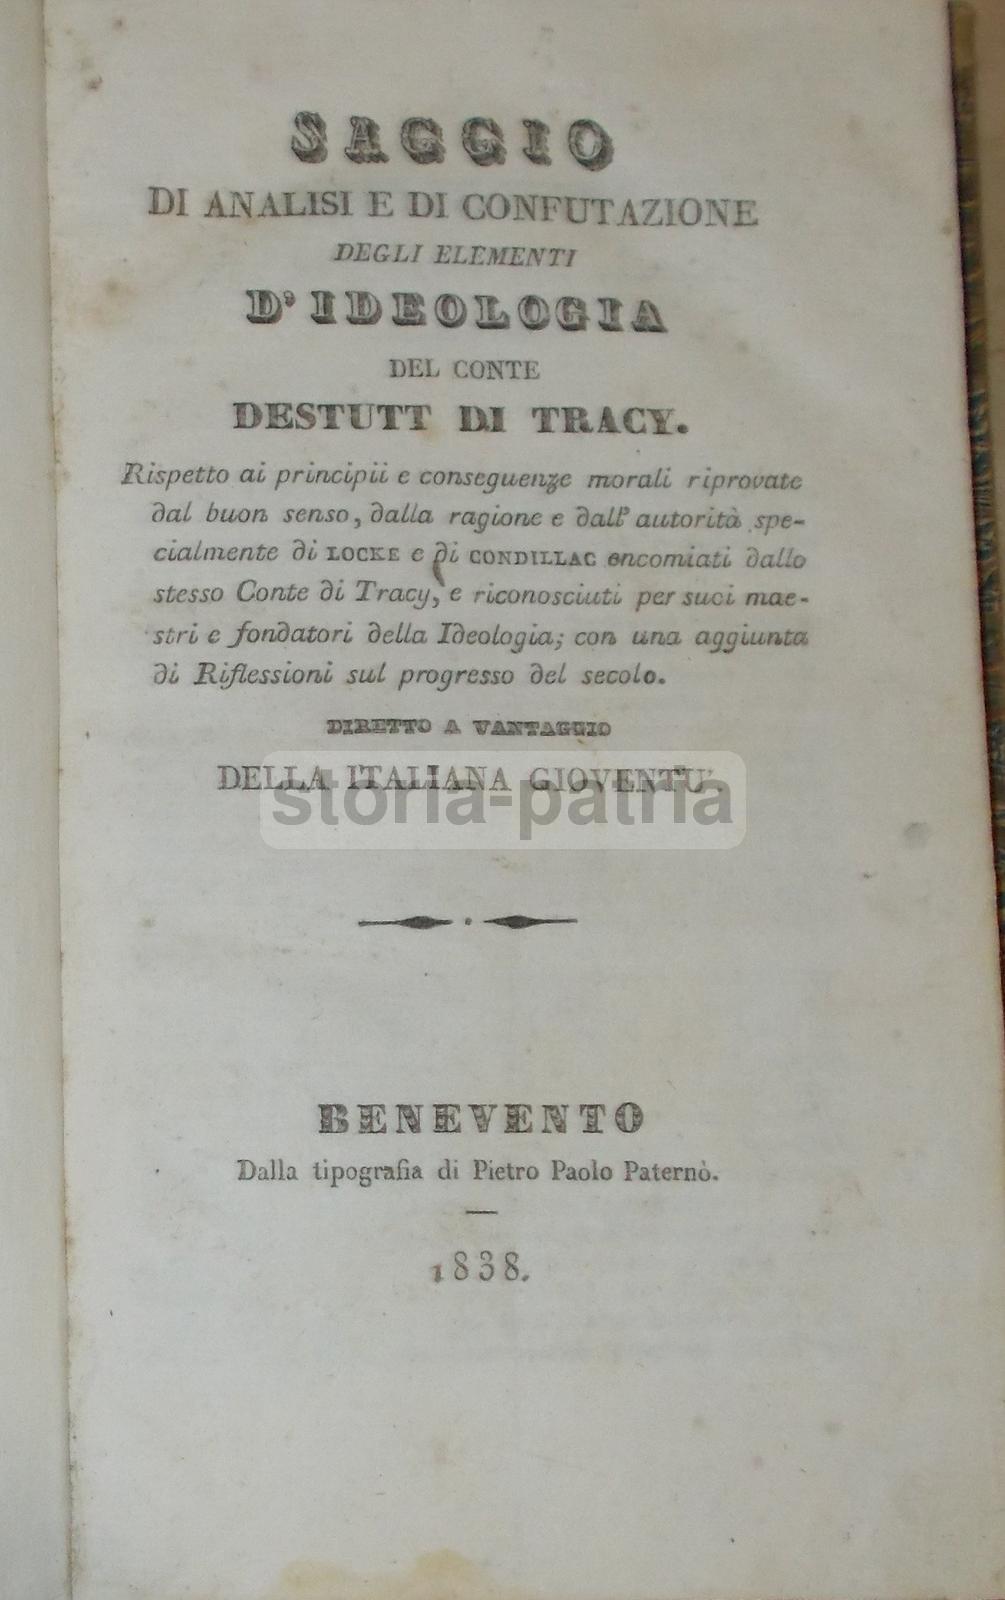 SAGGIO
DI ANALISI E DI CONFUTAZIONE
DEGLI ELEMENTI
D'IDEOLOGIA
DEL CONTE
DESTUTT DI TRACY.
Rispetto ai principii e conseguenze morali riprovate
dal buon senso, dalla ragione e dall' autorità spe-
cialmente di LOCKE e di CONDILLAC encomiati dallo
stesso Conte di Tracy, e riconosciuti per suoi mae-
stri e fondatori della Ideologia; con una aggiunta
di Riflessioni sul progresso del secolo.
DIRETTO A VANTAGGIO
DELLA ITALIANA GIOVENTU'.
storia-patria
BENEVENTO
Dalla tipografia di Pietro Paolo Paternò.
1838.